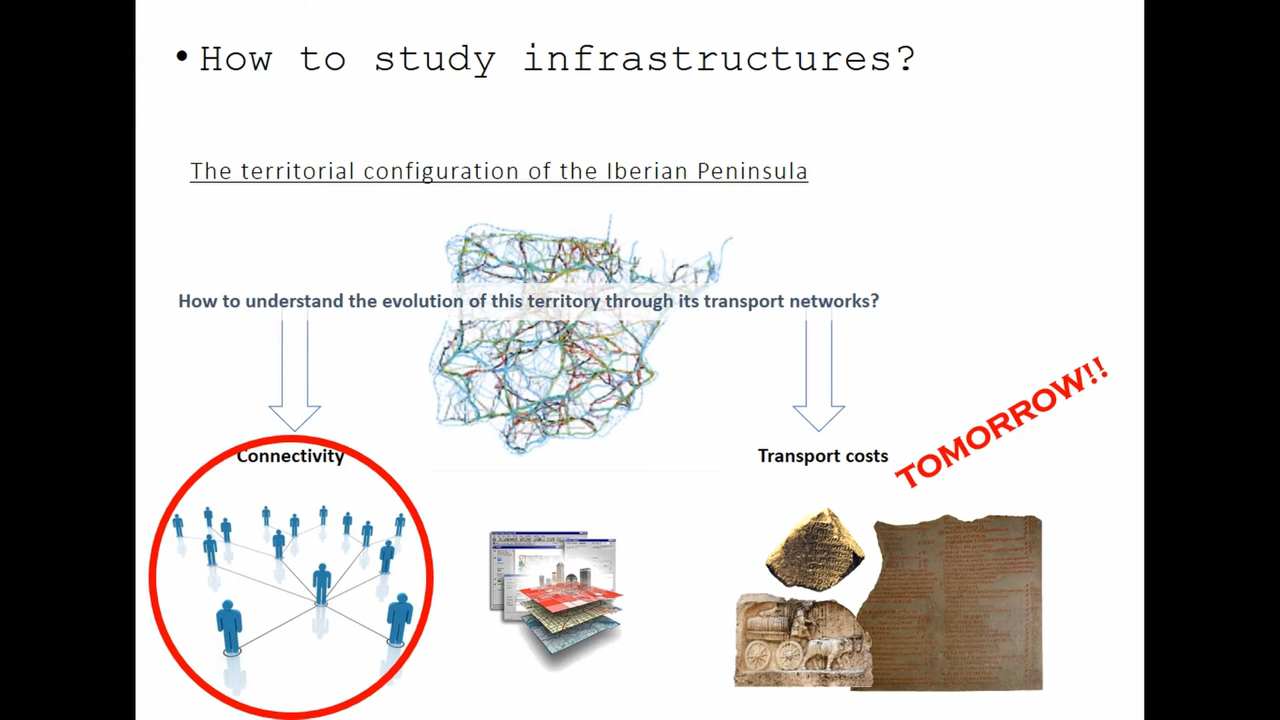 • How to study infrastructures?
The territorial configuration of the Iberian Peninsula
How to understand the evolution of this territory through its transport networks?
Connectivity
Transport costs
TOMORROW!!